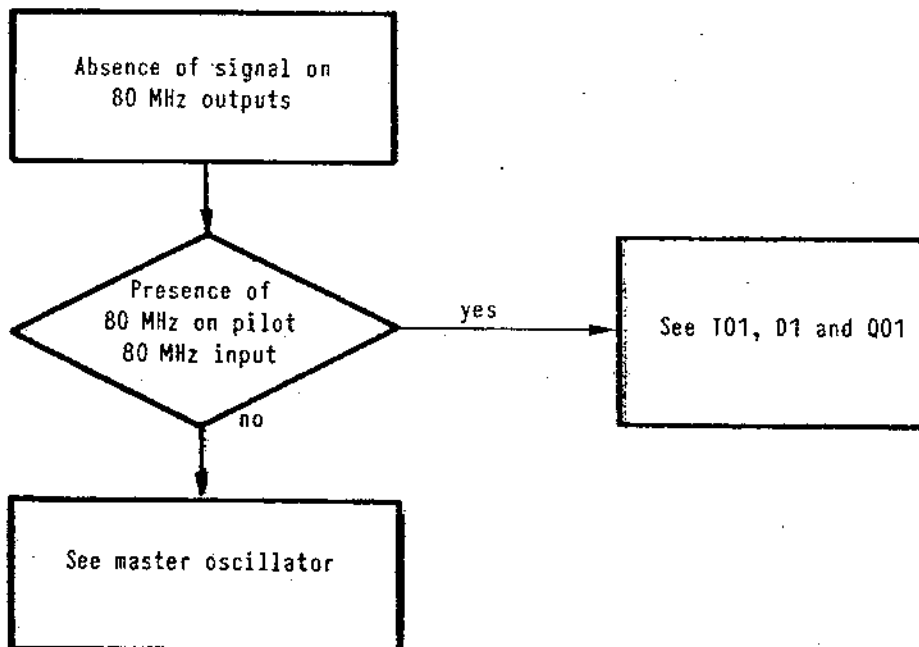 Absence of signal on
80 MHz outputs
Presence of
80 MHz on pilot
80 MHz input
yes
See T01, D1 and Q01
no
See master oscillator